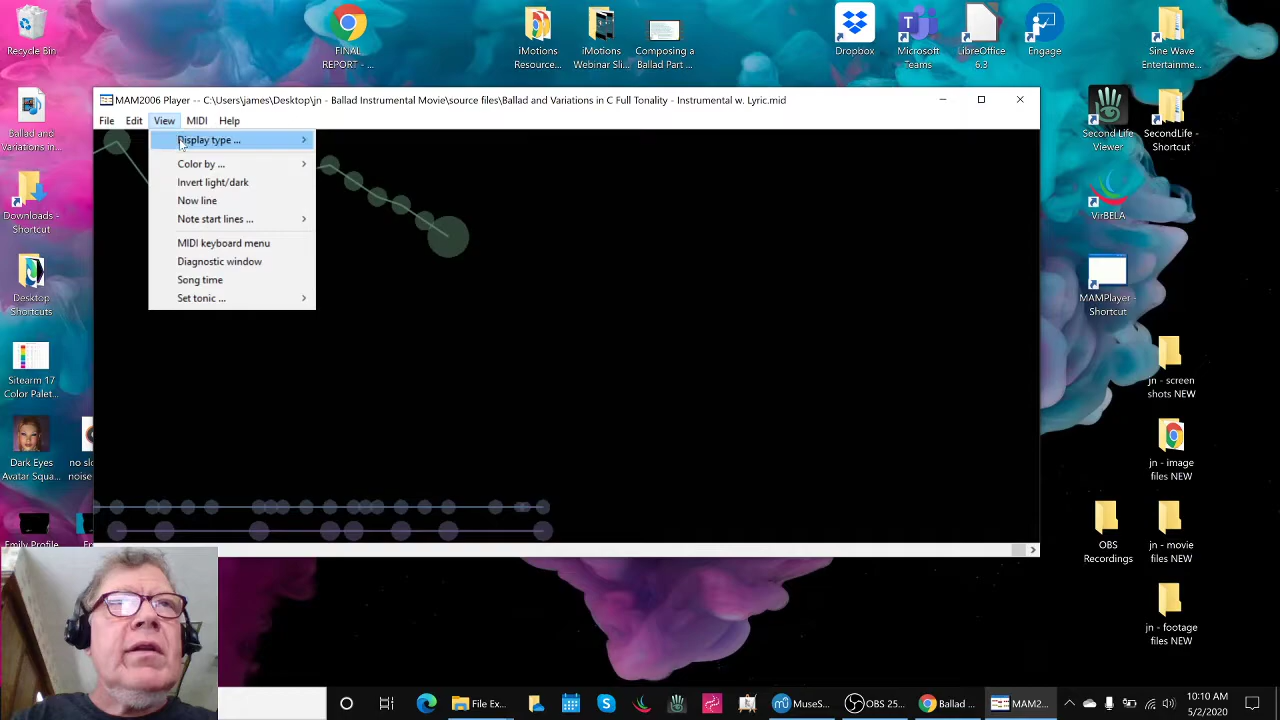 Recycle Bin
FINAL
REPORT - ...
iMotions
Resource...
iMotions
Webinar Sli...
Composing a
Ballad Part ...
Dropbox
Microsoft
Teams
LibreOffice
6.3
Engage
Sine Wave
Entertainme...
MAM2006 Player -- C:\Users\james\Desktop\jn - Ballad Instrumental Movie\source files\Ballad and Variations in C Full Tonality - Instrumental w. Lyric.mid
File Edit View MIDI Help
Display type ...
Color by ...
Invert light/dark
Now line
Note start lines ...
MIDI keyboard menu
Diagnostic window
Song time
Set tonic ...
Ballad and
Variations in...
Downloads -
Shortcut
Desktop
Shortcuts
Sitearm 17
Color Palet...
Dark Eyes
Avatar Squa...
no slo
noise
Emily Profile
Second Life
Viewer
SecondLife -
Shortcut
VirBELA
MAMPlayer -
Shortcut
jn - screen
shots NEW
jn - image
files NEW
OBS
Recordings
jn - movie
files NEW
jn - footage
files NEW
File Ex...
MuseS...
OBS 25...
Ballad ...
MAM2...
10:10 AM
5/2/2020